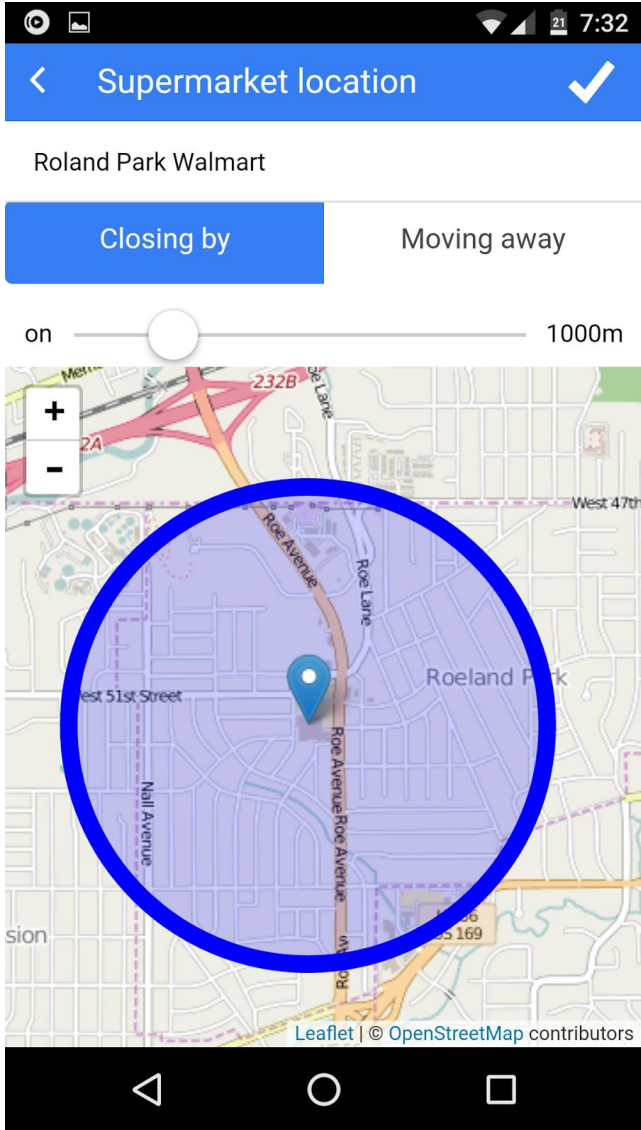 21 7:32
Supermarket location
Roland Park Walmart
Closing by Moving away
on 1000m
232B
Roe Lane
+
2A
-
West 47th
Roe Avenue
Roe Lane
Roeland Park
West 51st Street
Roe Avenue
Roe Avenue
Nall Avenue
sion
169
Leaflet | © OpenStreetMap contributors